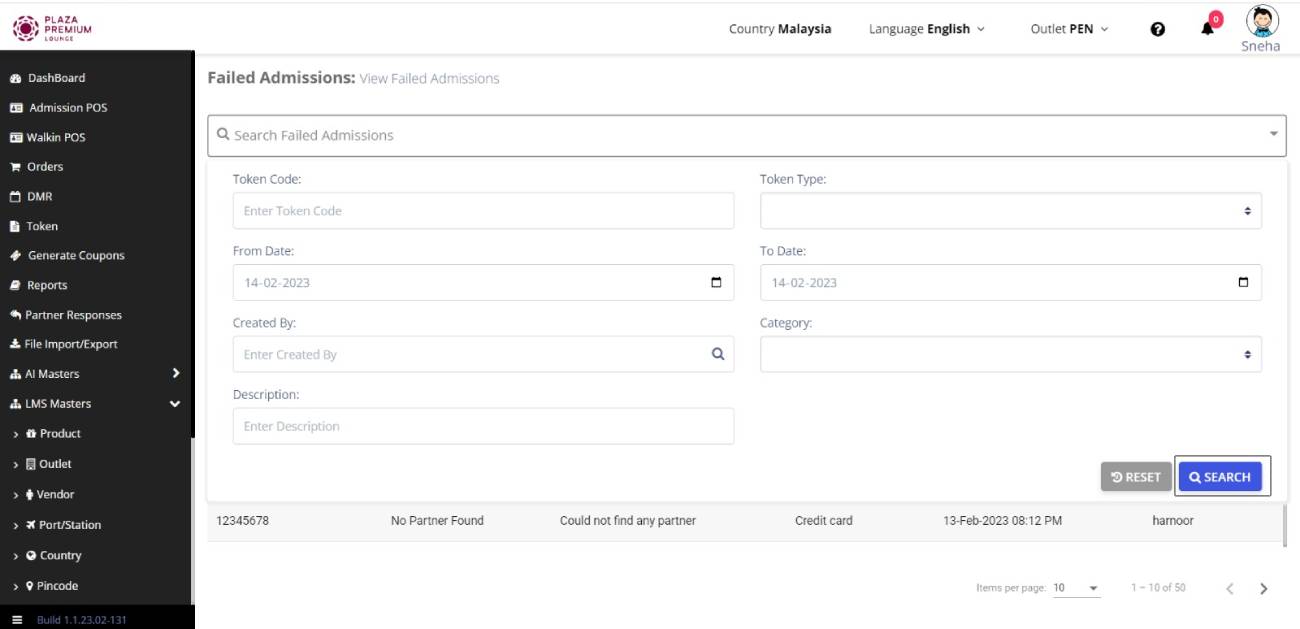 PLAZA
PREMIUM
LOUNGE
Country Malaysia
Language English
Outlet PEN
0
Sneha
DashBoard
Admission POS
Walkin POS
Orders
DMR
Token
Generate Coupons
Reports
Partner Responses
File Import/Export
AI Masters
LMS Masters
Product
Outlet
Vendor
Port/Station
Country
Pincode
Build 1.1.23.02-131
Failed Admissions: View Failed Admissions
Search Failed Admissions
Token Code:
Token Type:
Enter Token Code
From Date:
To Date:
14-02-2023
14-02-2023
Created By:
Category:
Enter Created By
Description:
Enter Description
RESET
SEARCH
12345678 No Partner Found Could not find any partner Credit card 13-Feb-2023 08:12 PM harnoor
Items per page: 10 1 – 10 of 50